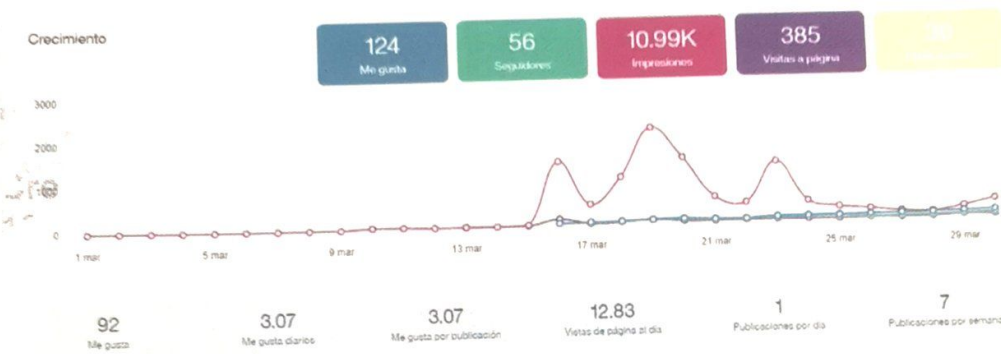 Crecimiento
124
Me gusta
56
Seguidores
10.99K
Impresiones
385
Visitas a página
3000
2000
1000
0
1 mar
5 mar
9 mar
13 mar
17 mar
21 mar
25 mar
29 mar
92
Me gusta
3.07
Me gusta diarios
3.07
Me gusta por publicación
12.83
Vistas de página al día
1
Publicaciones por día
7
Publicaciones por semana